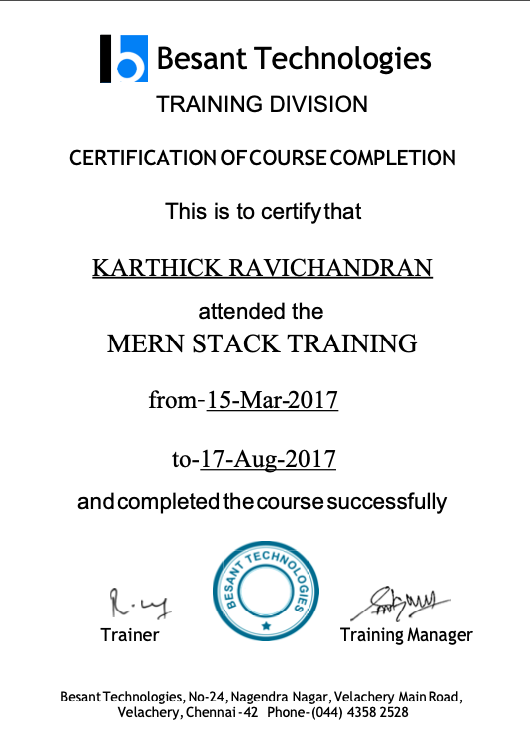 Besant Technologies
TRAINING DIVISION
CERTIFICATION OF COURSE COMPLETION
This is to certify that
KARTHICK RAVICHANDRAN
attended the
MERN STACK TRAINING
from-15-Mar-2017
to-17-Aug-2017
and completed the course successfully
BESANT TECHNOLOGIES
Trainer
Training Manager
Besant Technologies, No-24, Nagendra Nagar, Velachery Main Road,
Velachery, Chennai-42 Phone-(044) 4358 2528